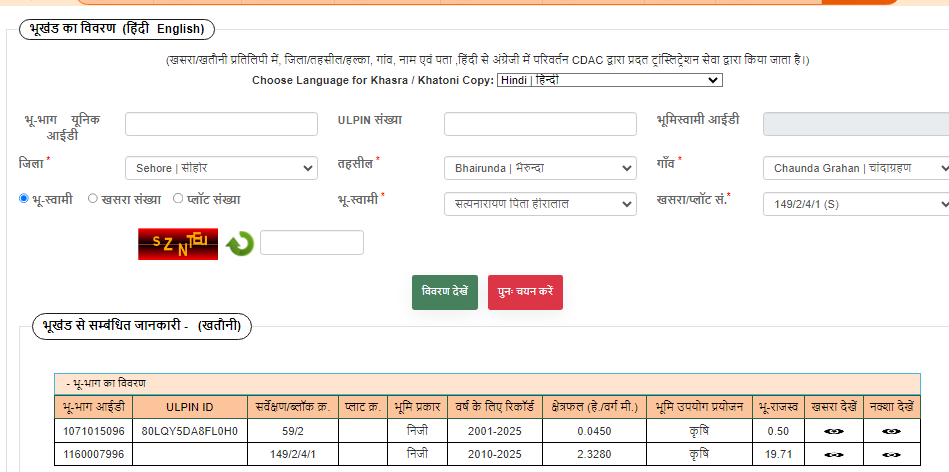 भूखंड का विवरण (हिंदी English)
(खसरा/खतौनी प्रतिलिपी में, जिला/तहसील/हल्का, गांव, नाम एवं पता ,हिंदी से अंग्रेजी में परिवर्तन CDAC द्वारा प्रदत ट्रांस्लिट्रेशन सेवा द्वारा किया जाता है।)
Choose Language for Khasra / Khatoni Copy: Hindi | हिन्दी
भू-भाग यूनिक आईडी ULPIN संख्या भूमिस्वामी आईडी
जिला * Sehore | सीहोर तहसील * Bhairunda | भैरुन्दा गाँव * Chaunda Grahan | चांदाग्रहण
भू-स्वामी खसरा संख्या प्लॉट संख्या भू-स्वामी * सत्यनारायण पिता हीरालाल खसरा/प्लॉट सं.* 149/2/4/1 (S)
SZNTEU
विवरण देखें पुनः चयन करें
भूखंड से सम्बंधित जानकारी - (खतौनी)
- भू-भाग का विवरण
भू-भाग आईडी ULPIN ID सर्वेक्षण/ब्लॉक क्र. प्लाट क्र. भूमि प्रकार वर्ष के लिए रिकॉर्ड क्षेत्रफल (हे./वर्ग मी.) भूमि उपयोग प्रयोजन भू-राजस्व खसरा देखें नक्शा देखें
1071015096 80LQY5DA8FL0H0 59/2 निजी 2001-2025 0.0450 कृषि 0.50
1160007996 149/2/4/1 निजी 2010-2025 2.3280 कृषि 19.71